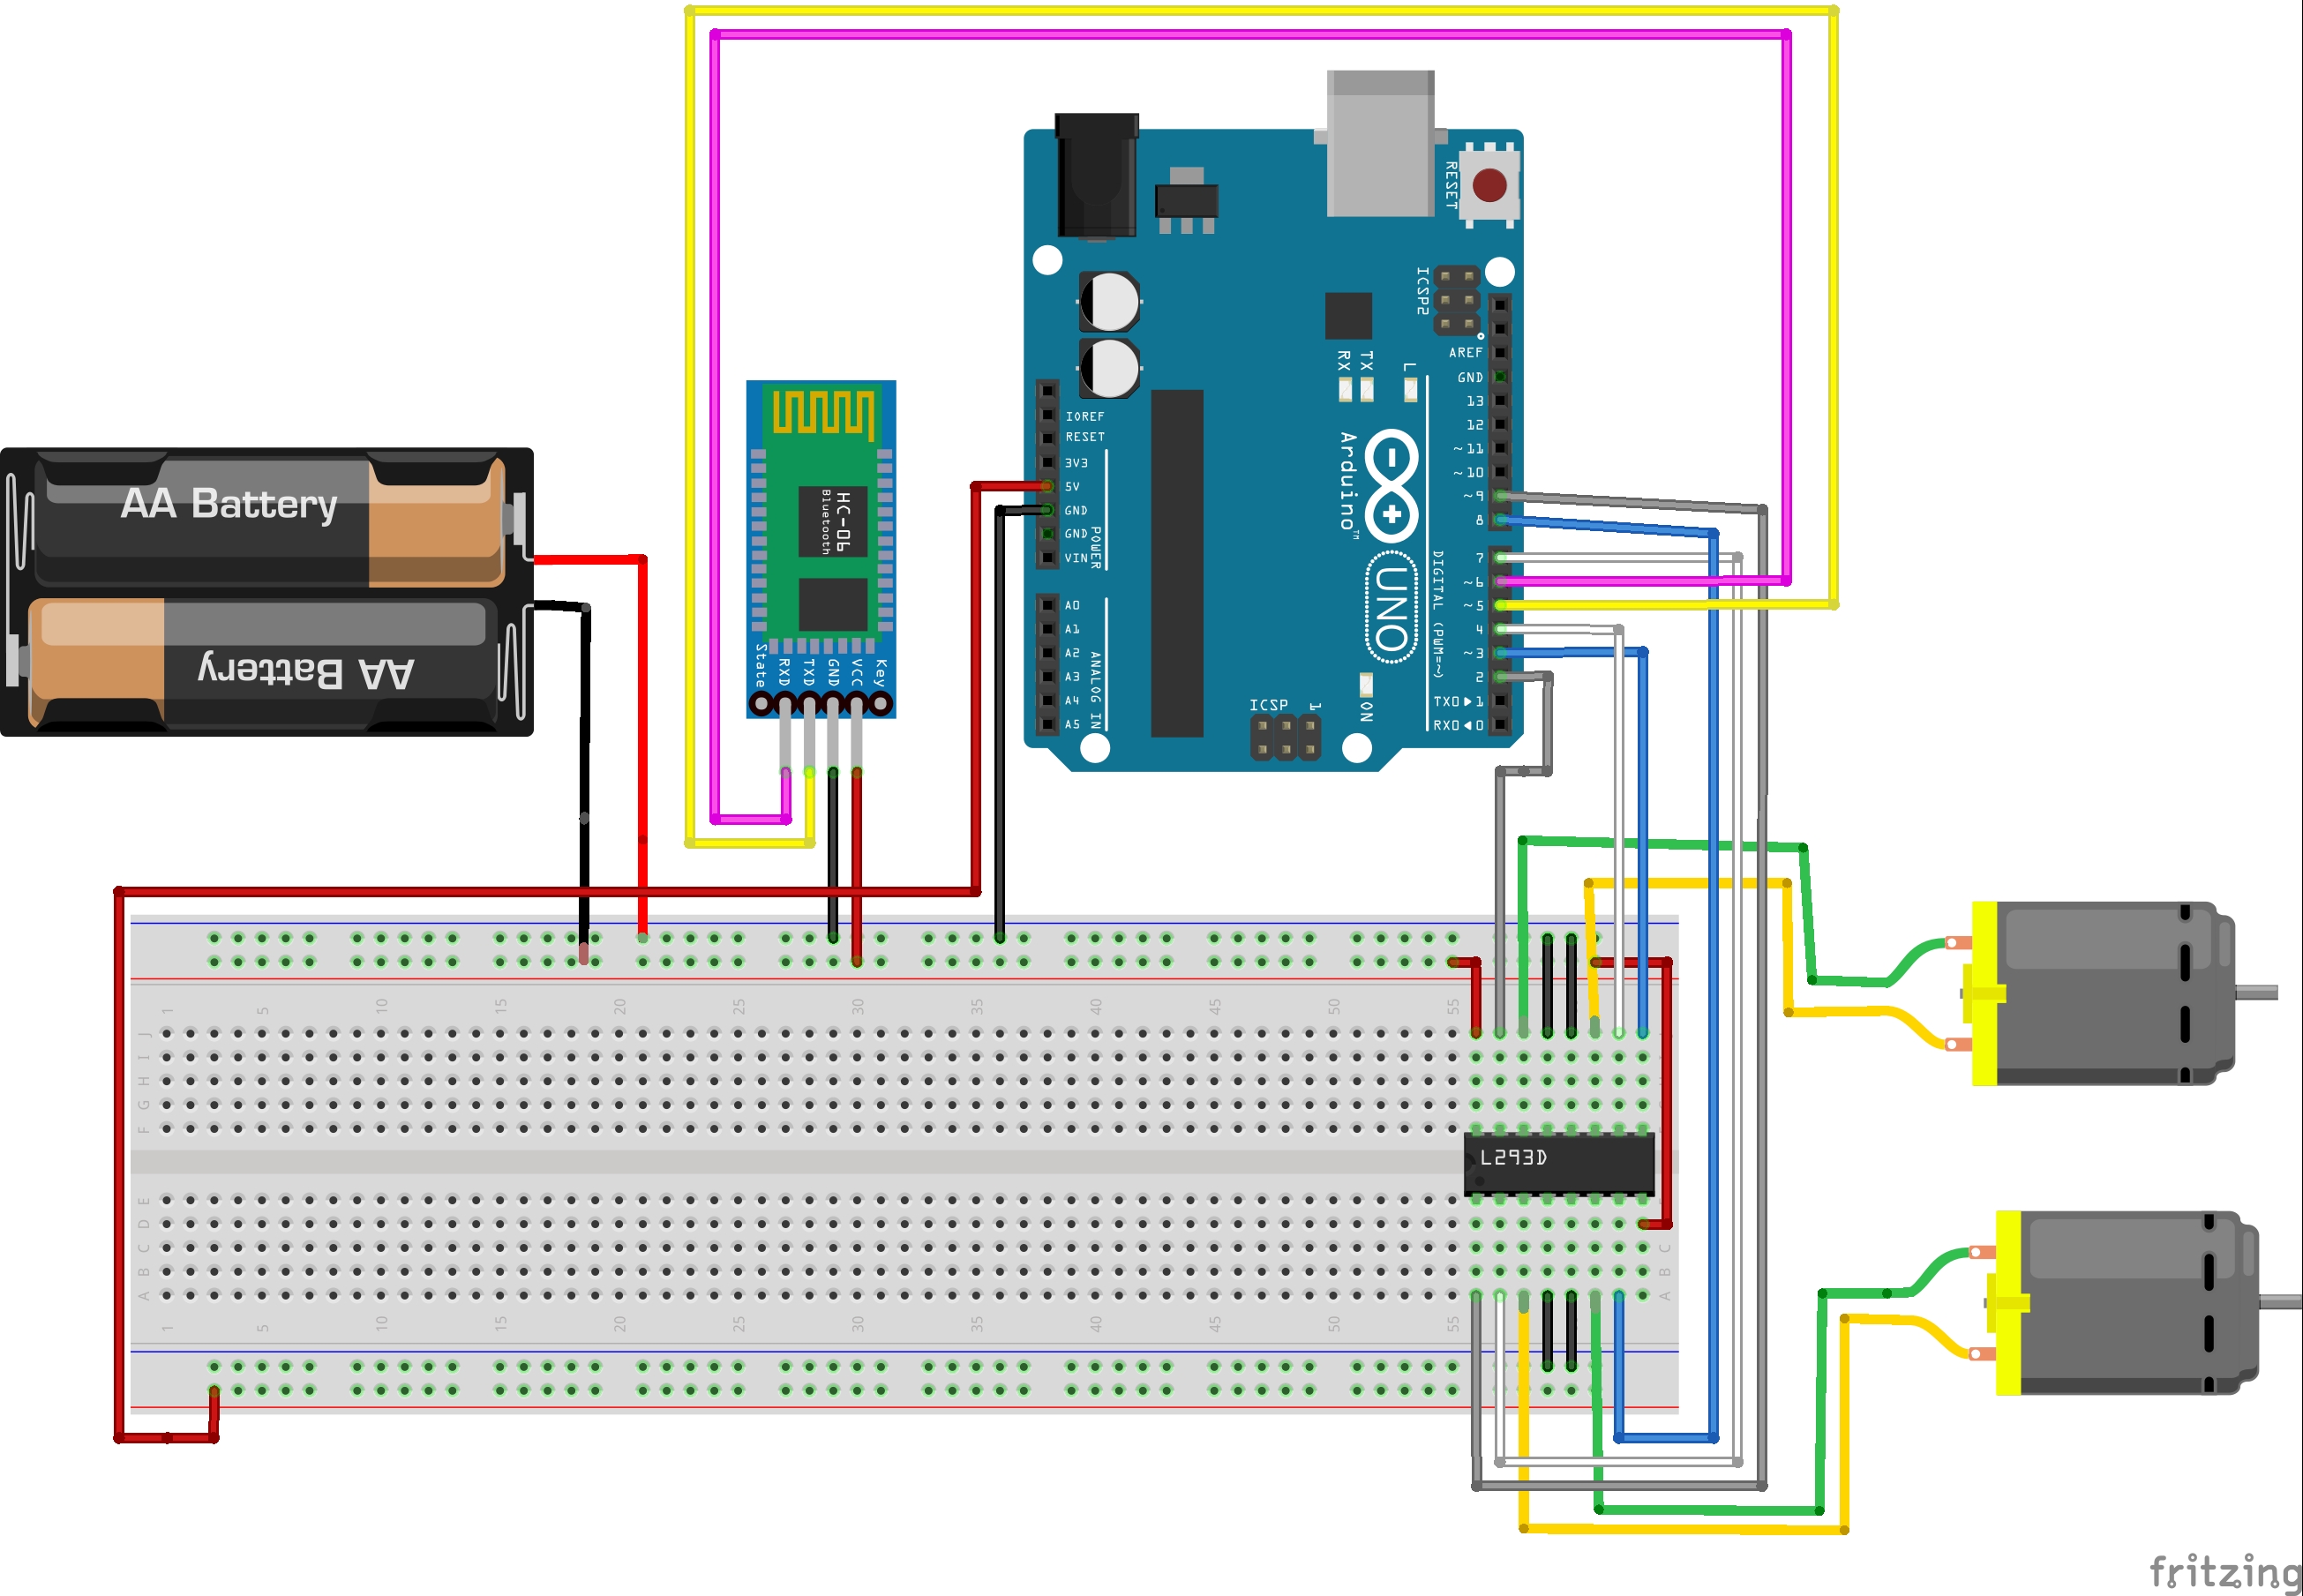 AA Battery
AA Battery
HC-06
Bluetooth
State
RXD
TXD
GND
VCC
Key
RESET
ICSP2
IOREF
RESET
3V3
5V
GND
GND
VIN
POWER
A0
A1
A2
A3
A4
A5
ANALOG IN
RX
TX
L
Arduino™
UNO
ON
ICSP
1
AREF
GND
13
12
~11
~10
~9
8
7
~6
~5
4
~3
2
TX0▶1
RX0◀0
DIGITAL (PWM=~)
1 5 10 15 20 25 30 35 40 45 50 55
J
I
H
G
F
L293D
E
D
C C
B B
A A
1 5 10 15 20 25 30 35 40 45 50 55
fritzing